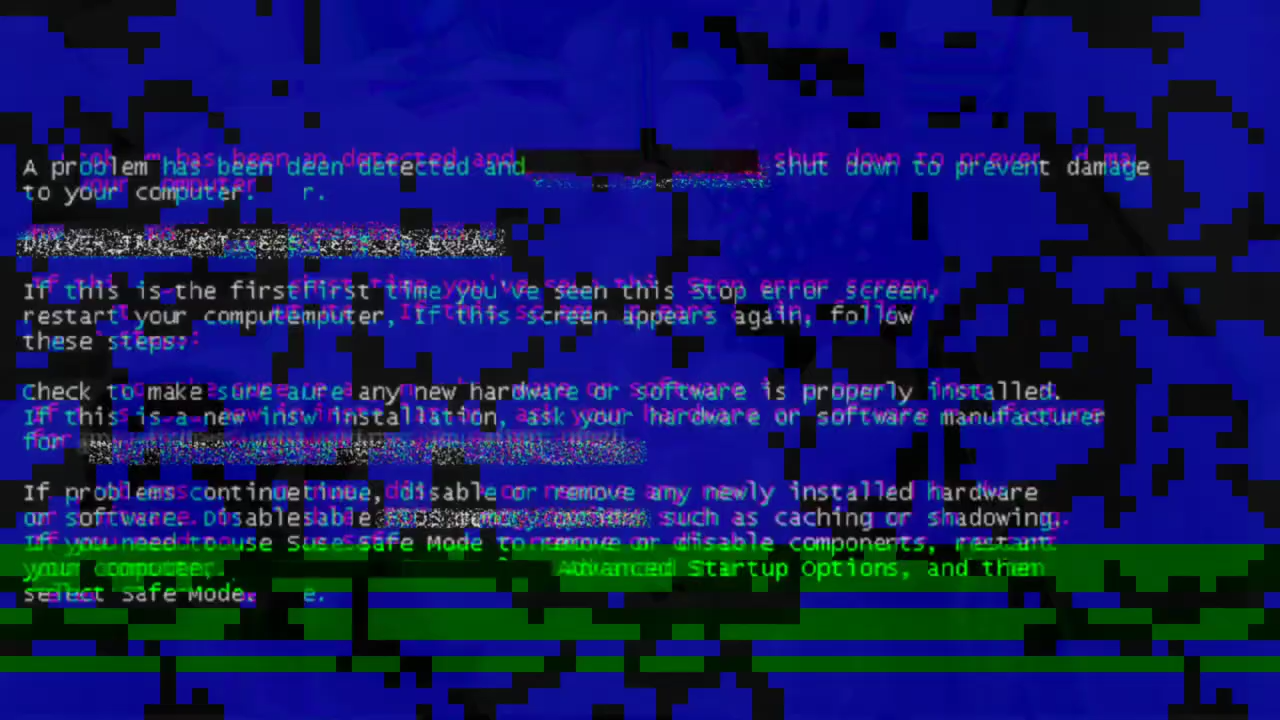 A problem has been deen detected and shut down to prevent damage
to your computer. r.
If this is the firstfirst time you've seen this Stop error screen,
restart your computemputer, If this screen appears again, follow
these steps:
Check to make sure aure any new hardware or software is properly installed.
If this is a new insw installation, ask your hardware or software manufacturer
for
If problems continuetinue, disable or remove any newly installed hardware
or software. Disablesable such as caching or shadowing.
If you need to use Suse Safe Mode to remove or disable components, restart
your computer, Advanced Startup Options, and then
select Safe Mode. e.